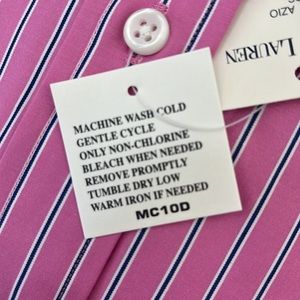 MACHINE WASH COLD
GENTLE CYCLE
ONLY NON-CHLORINE
BLEACH WHEN NEEDED
REMOVE PROMPTLY
TUMBLE DRY LOW
WARM IRON IF NEEDED
MC10D
LAUREN
AZIO